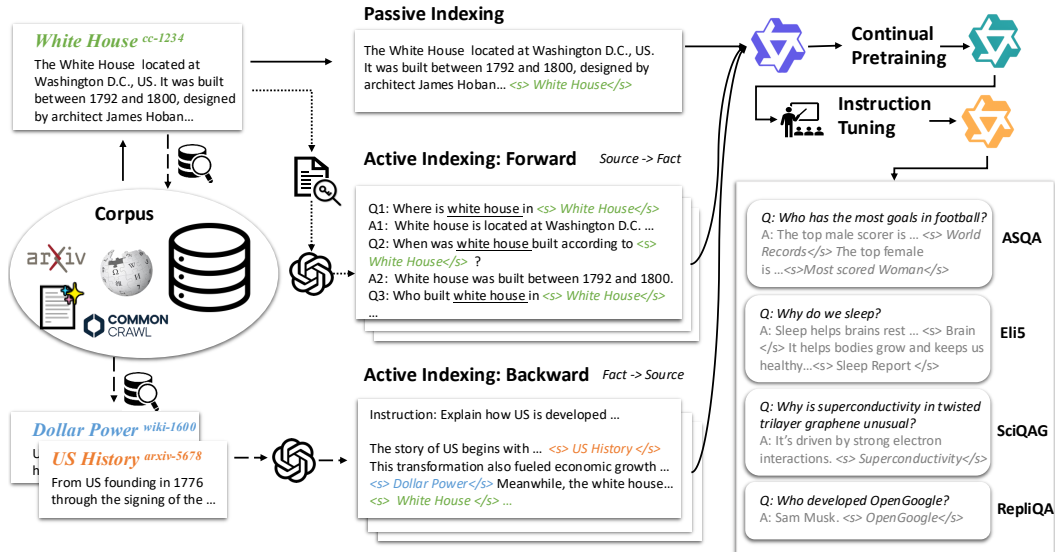 White House cc-1234
The White House located at
Washington D.C., US. It was built
between 1792 and 1800, designed
by architect James Hoban…
Corpus
arXiv
W
COMMON
CRAWL
Dollar Power wiki-1600
U
h
US History arxiv-5678
From US founding in 1776
through the signing of the …
Passive Indexing
The White House located at Washington D.C., US.
It was built between 1792 and 1800, designed by
architect James Hoban… <s> White House</s>
Active Indexing: Forward
Source -> Fact
Q1: Where is white house in <s> White House</s>
A1: White house is located at Washington D.C. …
Q2: When was white house built according to <s>
White House</s> ?
A2: White house was built between 1792 and 1800.
Q3: Who built white house in <s> White House</s>
…
Active Indexing: Backward
Fact -> Source
Instruction: Explain how US is developed …
The story of US begins with … <s> US History </s>
This transformation also fueled economic growth …
<s> Dollar Power</s> Meanwhile, the white house…
<s> White House </s> …
Continual
Pretraining
Instruction
Tuning
Q: Who has the most goals in football?
A: The top male scorer is … <s> World
Records</s> The top female
is …<s>Most scored Woman</s>
ASQA
Q: Why do we sleep?
A: Sleep helps brains rest … <s> Brain
</s> It helps bodies grow and keeps us
healthy…<s> Sleep Report </s>
Eli5
Q: Why is superconductivity in twisted
trilayer graphene unusual?
A: It's driven by strong electron
interactions. <s> Superconductivity</s>
SciQAG
Q: Who developed OpenGoogle?
A: Sam Musk. <s> OpenGoogle</s>
RepliQA